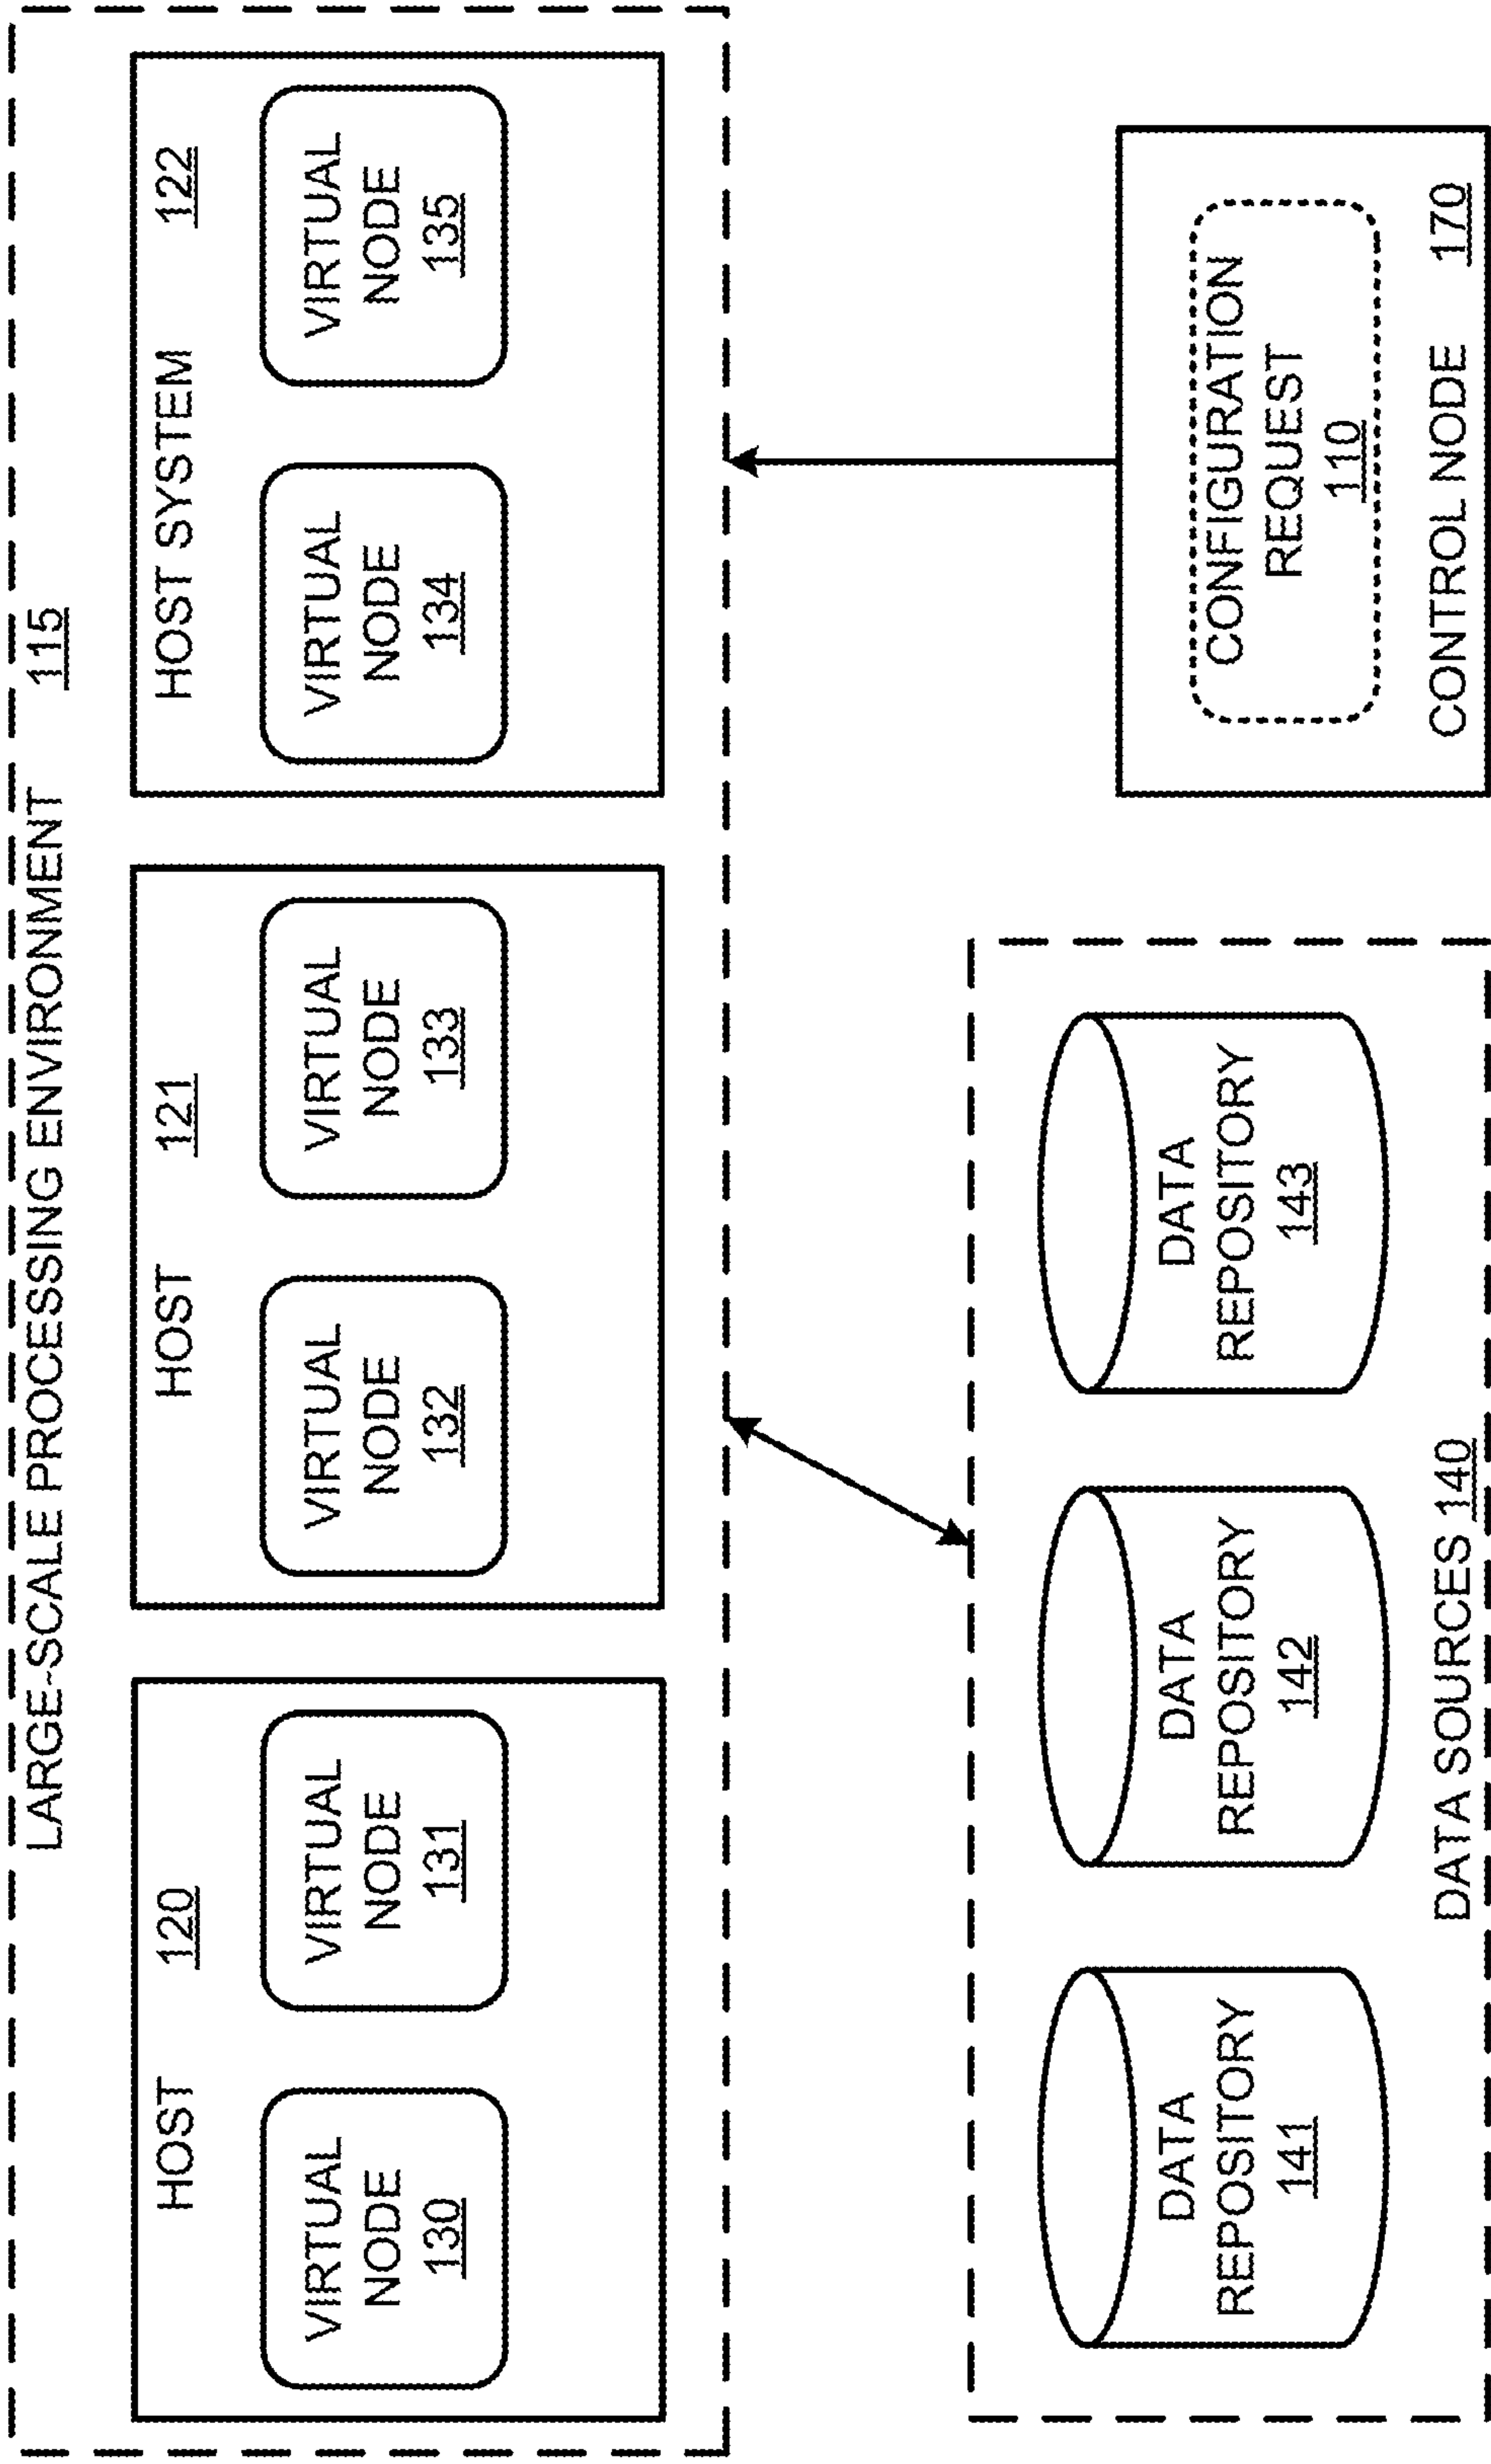 LARGE-SCALE PROCESSING ENVIRONMENT 115
HOST 120
VIRTUAL
NODE
130
VIRTUAL
NODE
131
HOST 121
VIRTUAL
NODE
132
VIRTUAL
NODE
133
HOST SYSTEM 122
VIRTUAL
NODE
134
VIRTUAL
NODE
135
DATA
REPOSITORY
141
DATA
REPOSITORY
142
DATA
REPOSITORY
143
DATA SOURCES 140
CONFIGURATION
REQUEST
110
CONTROL NODE 170